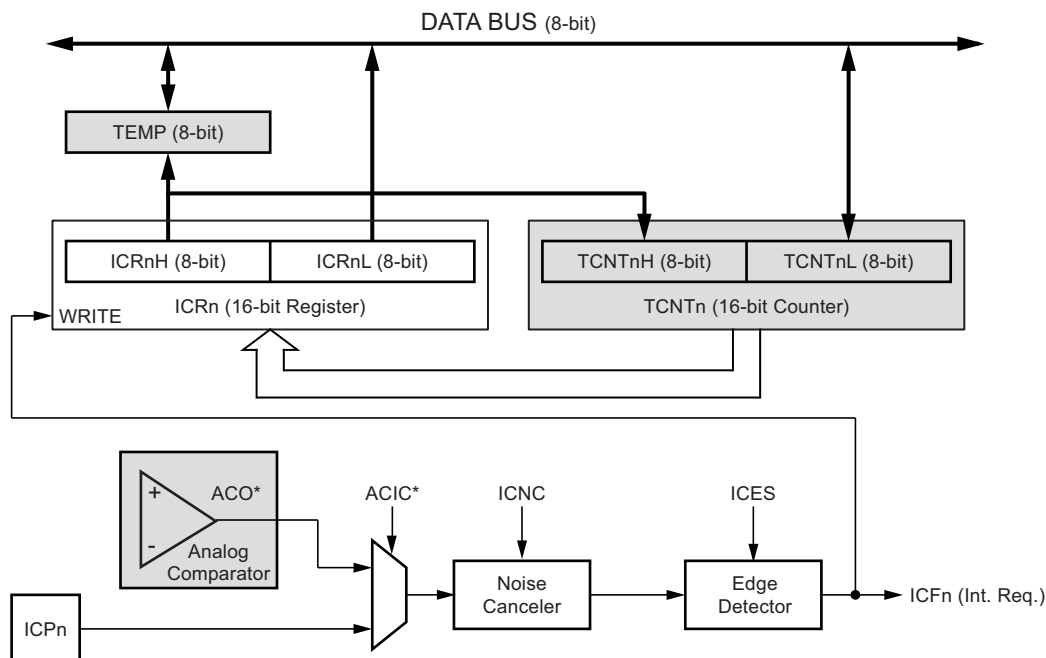 DATA BUS (8-bit)
TEMP (8-bit)
ICRnH (8-bit)
ICRnL (8-bit)
TCNTnH (8-bit)
TCNTnL (8-bit)
WRITE
ICRn (16-bit Register)
TCNTn (16-bit Counter)
+
-
ACO*
Analog
Comparator
ACIC*
ICNC
ICES
Noise
Canceler
Edge
Detector
ICFn (Int. Req.)
ICPn